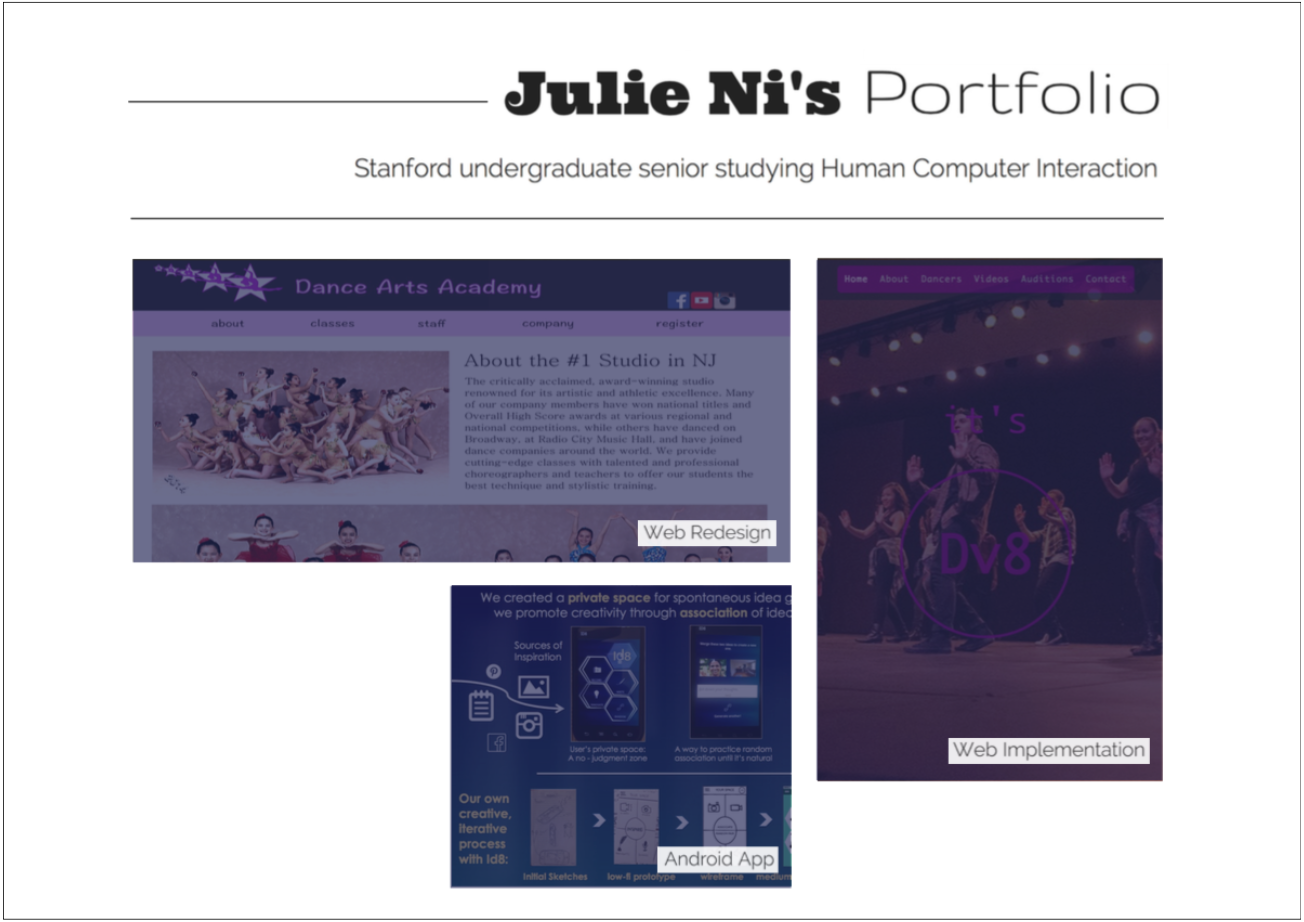 Julie Ni's Portfolio
Stanford undergraduate senior studying Human Computer Interaction
Dance Arts Academy
about classes staff company register
About the #1 Studio in NJ
The critically acclaimed, award-winning studio
renowned for its artistic and athletic excellence. Many
of our company members have won national titles and
Overall High Score awards at various regional and
national competitions, while others have danced on
Broadway, at Radio City Music Hall, and have joined
dance companies around the world. We provide
cutting-edge classes with talented and professional
choreographers and teachers to offer our students the
best technique and stylistic training.
2014
Web Redesign
Home About Dancers Videos Auditions Contact
it's
Dv8
Web Implementation
We created a private space for spontaneous idea g
we promote creativity through association of idea
Sources of
Inspiration
Id8
User's private space:
A no - judgment zone
A way to practice random
association until it's natural
Our own
creative,
iterative
process
with Id8:
Initial Sketches low-fi prototype wireframe medium
Android App